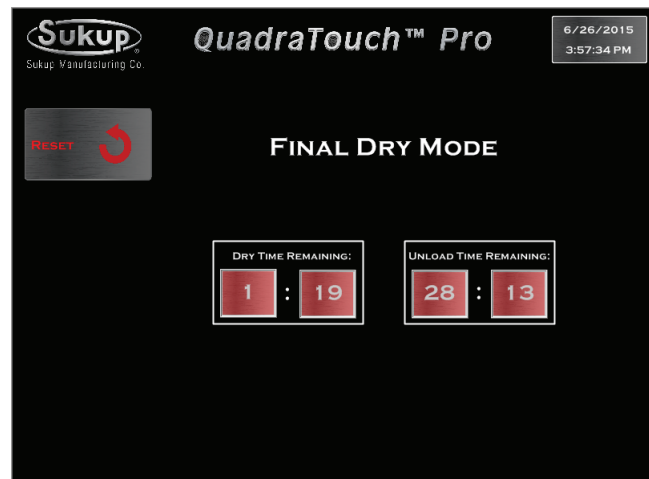 Sukup®
Sukup Manufacturing Co.
QuadraTouch™ Pro
6/26/2015
3:57:34 PM
RESET
FINAL DRY MODE
DRY TIME REMAINING:
1 : 19
UNLOAD TIME REMAINING:
28 : 13